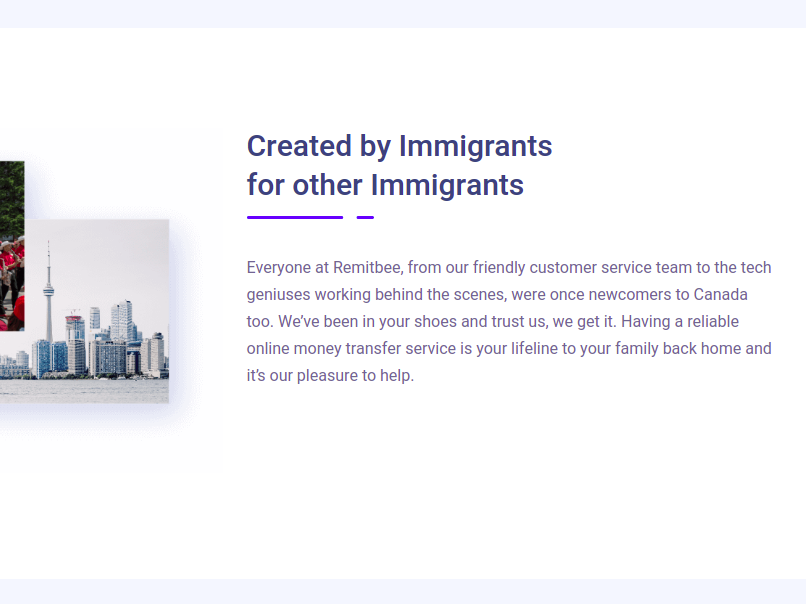 Created by Immigrants
for other Immigrants
Everyone at Remitbee, from our friendly customer service team to the tech
geniuses working behind the scenes, were once newcomers to Canada
too. We’ve been in your shoes and trust us, we get it. Having a reliable
online money transfer service is your lifeline to your family back home and
it’s our pleasure to help.